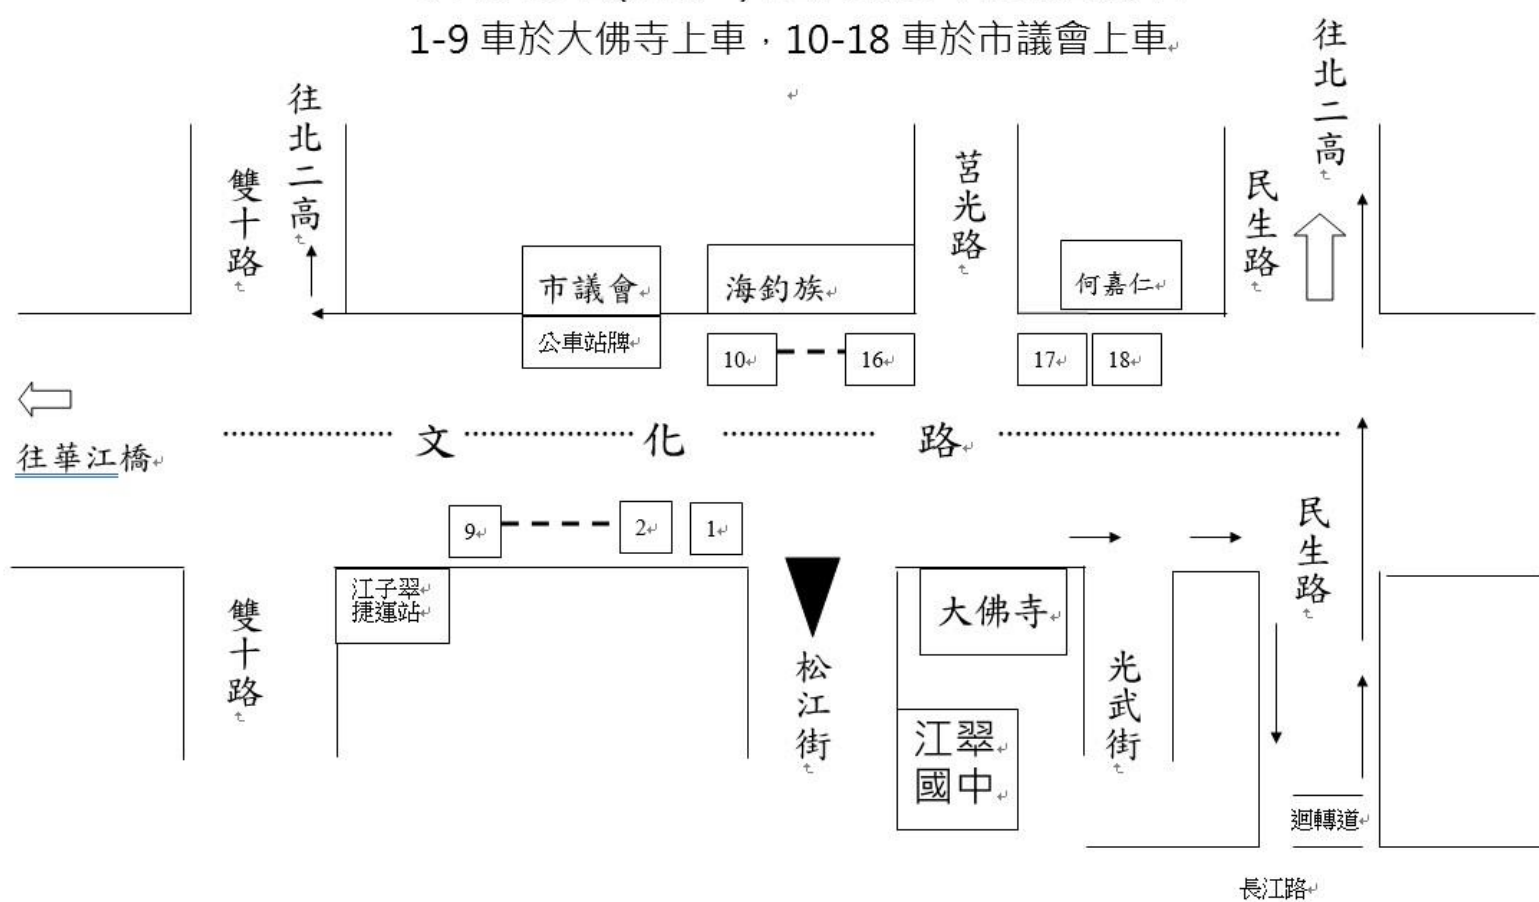 1-9 車於大佛寺上車，10-18 車於市議會上車
往北二高
往北二高
雙十路
莒光路
民生路
市議會
海釣族
何嘉仁
公車站牌
10
16
17
18
往華江橋
文化路
9
2
1
民生路
江子翠
捷運站
大佛寺
雙十路
松江街
光武街
江翠
國中
迴轉道
長江路